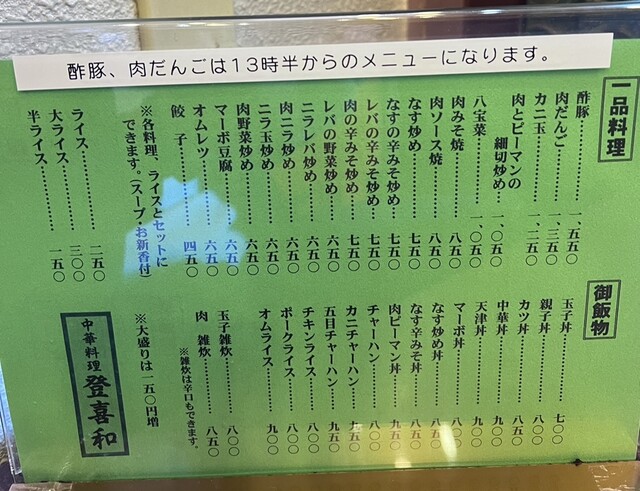 酢豚、肉だんごは13時半からのメニューになります。
一品料理
酢豚……一、五五〇
肉だんご……一、三五〇
カニ玉……一、二五〇
肉とピーマンの
細切炒め……一、〇五〇
八宝菜……一、〇五〇
肉みそ焼……八五〇
肉ソース焼……八五〇
なす炒め……七五〇
なすの辛みそ炒め……七五〇
レバの辛みそ炒め……七五〇
肉の辛みそ炒め……七五〇
レバの野菜炒め……六五〇
ニラレバ炒め……六五〇
肉ニラ炒め……六五〇
ニラ玉炒め……六五〇
肉野菜炒め……六五〇
マーボ豆腐……六五〇
オムレツ……六五〇
餃子……四五〇
※各料理、ライスとセットに
できます。(スープ・お新香付)
ライス……二五〇
大ライス……三〇〇
半ライス……一五〇
御飯物
玉子丼……七〇〇
親子丼……八〇〇
カツ丼……八五〇
中華丼……九〇〇
天津丼……九〇〇
マーボ丼……八五〇
なす炒め丼……八五〇
なす辛みそ丼……九五〇
肉ピーマン丼……九五〇
チャーハン……八〇〇
カニチャーハン……九五〇
五目チャーハン……九五〇
チキンライス……八〇〇
ポークライス……八〇〇
オムライス……九〇〇
玉子雑炊……八〇〇
肉雑炊……八五〇
※雑炊は辛口もできます。
※大盛りは一五〇円増
中華料理 登喜和